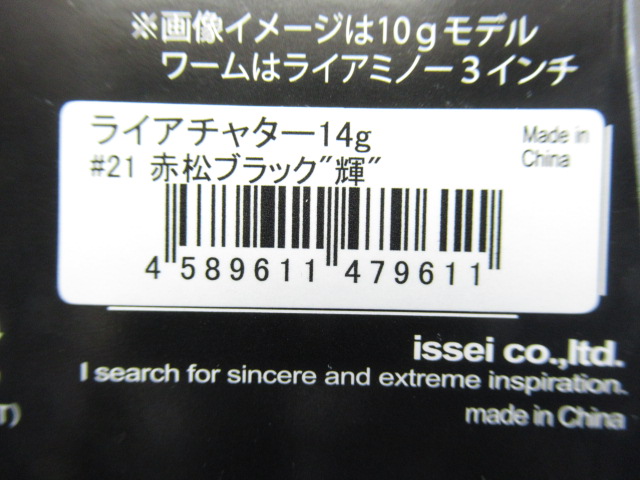 ※画像イメージは10gモデル
ワームはライアミノー3インチ
ライアチャター14g
Made in
China
#21 赤松ブラック"輝"
4 589611 479611
issei co.,ltd.
I search for sincere and extreme inspiration.
made in China